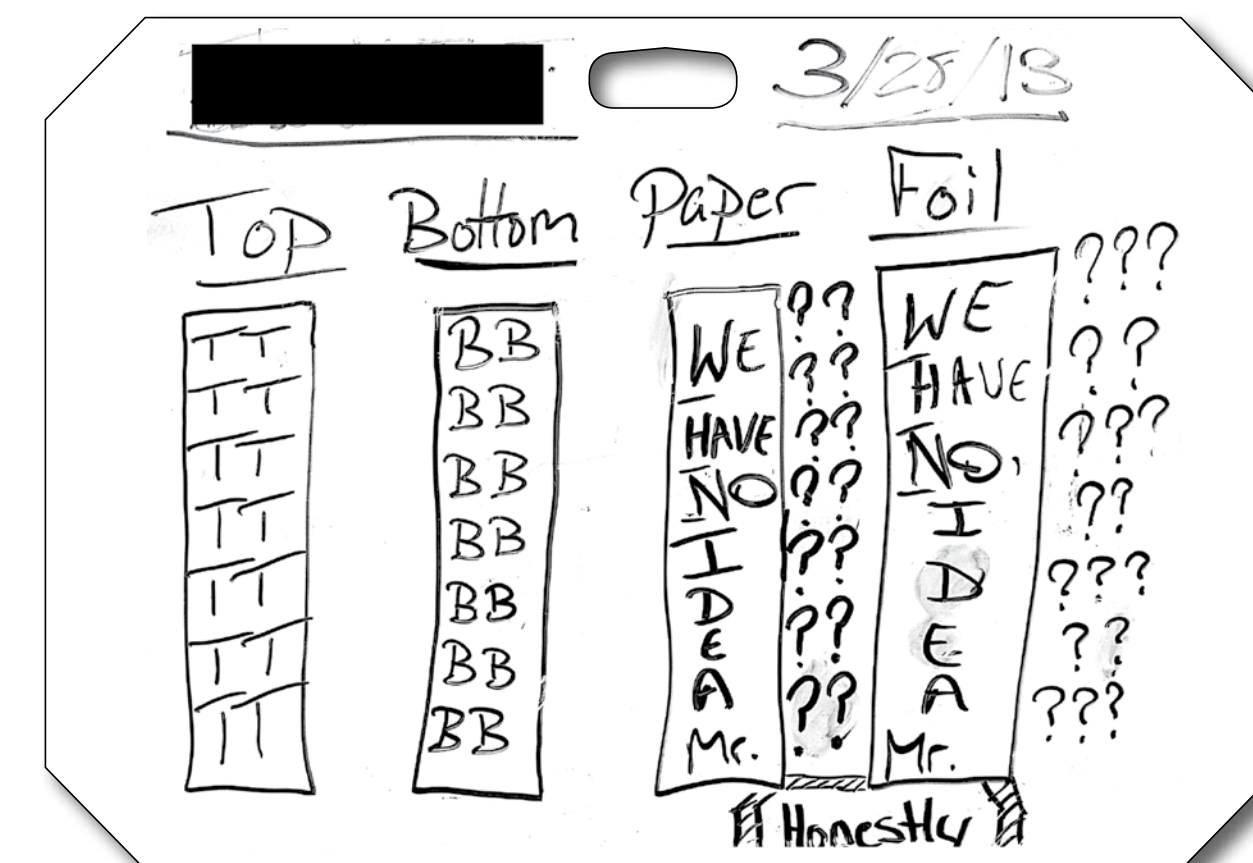 3/28/13
Top Bottom Paper Foil
TT BB WE ?? WE ???
TT BB HAVE ?? HAVE ??
TT BB NO ?? NO, ???
TT BB I ?? I ??
TT BB D ?? D ???
TT BB E ?? E ??
TT BB A ?? A ???
Mr. Mr.
Honestly